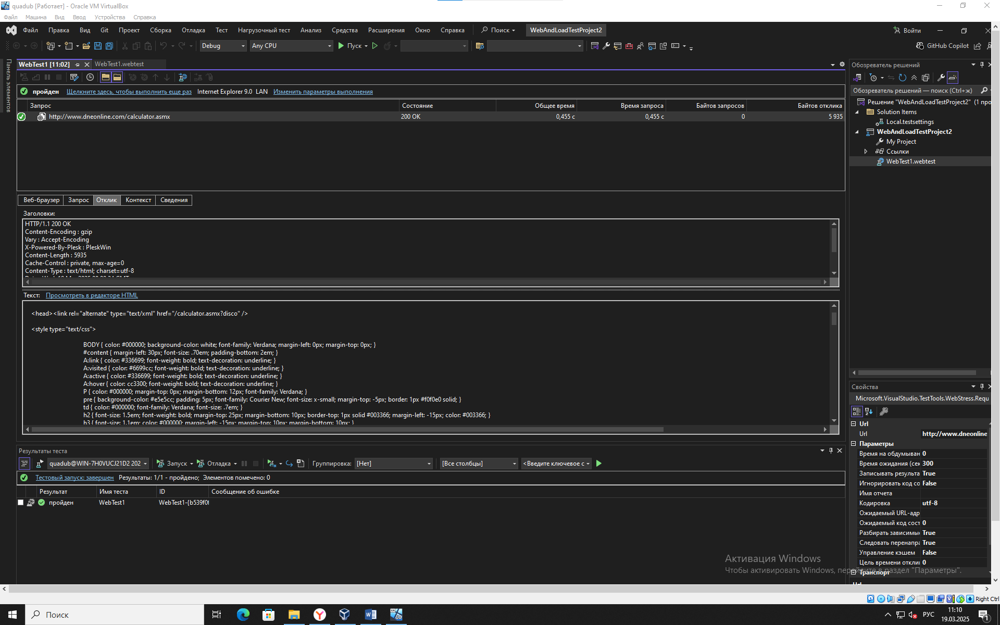 quadub [Работает] - Oracle VM VirtualBox
Файл Машина Вид Ввод Устройства Справка
Файл Правка Вид Git Проект Сборка Отладка Тест Нагрузочный тест Анализ Средства Расширения Окно Справка Поиск WebAndLoadTestProject2 Войти
Debug Any CPU Пуск GitHub Copilot
Панель элементов
WebTest1 [11:02] WebTest1.webtest
пройден Щелкните здесь, чтобы выполнить еще раз Internet Explorer 9.0 LAN Изменить параметры выполнения
Запрос Состояние Общее время Время запроса Байтов запросов Байтов отклика
http://www.dneonline.com/calculator.asmx 200 OK 0,455 с 0,455 с 0 5 935
Веб-браузер Запрос Отклик Контекст Сведения
Заголовки:
HTTP/1.1 200 OK
Content-Encoding : gzip
Vary : Accept-Encoding
X-Powered-By-Plesk : PleskWin
Content-Length : 5935
Cache-Control : private, max-age=0
Content-Type : text/html; charset=utf-8
Текст: Просмотреть в редакторе HTML
<head><link rel="alternate" type="text/xml" href="/calculator.asmx?disco" />
<style type="text/css">
BODY { color: #000000; background-color: white; font-family: Verdana; margin-left: 0px; margin-top: 0px; }
#content { margin-left: 30px; font-size: .70em; padding-bottom: 2em; }
A:link { color: #336699; font-weight: bold; text-decoration: underline; }
A:visited { color: #6699cc; font-weight: bold; text-decoration: underline; }
A:active { color: #336699; font-weight: bold; text-decoration: underline; }
A:hover { color: cc3300; font-weight: bold; text-decoration: underline; }
P { color: #000000; margin-top: 0px; margin-bottom: 12px; font-family: Verdana; }
pre { background-color: #e5e5cc; padding: 5px; font-family: Courier New; font-size: x-small; margin-top: -5px; border: 1px #f0f0e0 solid; }
td { color: #000000; font-family: Verdana; font-size: .7em; }
h2 { font-size: 1.5em; font-weight: bold; margin-top: 25px; margin-bottom: 10px; border-top: 1px solid #003366; margin-left: -15px; color: #003366; }
h3 { font-size: 1.1em; color: #000000; margin-left: -15px; margin-top: 10px; margin-bottom: 10px; }
Результаты теста
quadub@WIN-7H0VUCJ21D2 202 Запуск Отладка Группировка: [Нет] [Все столбцы] <Введите ключевое с
Тестовый запуск: завершен Результаты: 1/1 - пройдено; Элементов помечено: 0
Результат Имя теста ID Сообщение об ошибке
пройден WebTest1 WebTest1-{b539f0f
Обозреватель решений
Обозреватель решений — поиск (Ctrl+ж)
Решение "WebAndLoadTestProject2" (1 про
Solution Items
Local.testsettings
WebAndLoadTestProject2
My Project
Ссылки
WebTest1.webtest
Свойства
Microsoft.VisualStudio.TestTools.WebStress.Requ
Url
Url http://www.dneonline
Параметры
Время на обдумыван 0
Время ожидания (сек 300
Записывать результа True
Игнорировать код со False
Имя отчета
Кодировка utf-8
Ожидаемый URL-адр
Ожидаемый код сост 0
Разбирать зависимы True
Следовать перенапра True
Управление кэшем False
Цель времени откли 0
Транспорт
Url
Активация Windows
Чтобы активировать Windows, перейдите в раздел "Параметры".
Right Ctrl
Поиск
РУС
11:10
19.03.2025
1